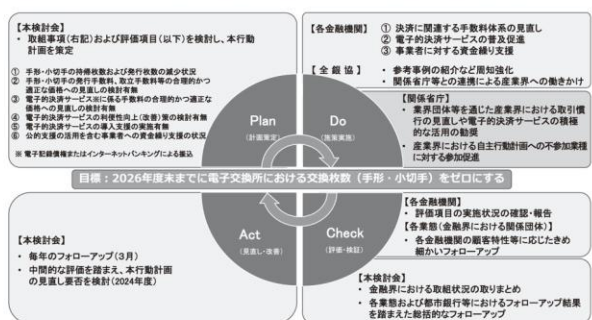 【本検討会】
・ 取組事項(右記)および評価項目(以下)を検討し、本行動
計画を策定
① 手形・小切手の持帰枚数および発行枚数の減少状況
② 手形・小切手の発行手数料、取立手数料等の合理的かつ
適正な価格への見直しの検討有無
③ 電子的決済サービス※に係る手数料の合理的かつ適正な
価格への見直しの検討有無
④ 電子的決済サービスの利便性向上(改善)策の検討有無
⑤ 電子的決済サービスの導入支援の実施有無
⑥ 公的支援の活用を含む事業者への資金繰り支援の状況
※ 電子記録債権またはインターネットバンキングによる振込
Plan
(計画策定)
Do
(施策実施)
【各金融機関】
① 決済に関連する手数料体系の見直し
② 電子的決済サービスの普及促進
③ 事業者に対する資金繰り支援
【全銀協】
・ 参考事例の紹介など周知強化
・ 関係省庁等との連携による産業界への働きかけ
【関係省庁】
・ 業界団体等を通じた産業界における取引慣
行の見直しや電子的決済サービスの積極
的な活用の勧奨
・ 産業界における自主行動計画への不参加業種
に対する参加促進
目標:2026年度末までに電子交換所における交換枚数(手形・小切手)をゼロにする
【本検討会】
・ 毎年のフォローアップ(3月)
・ 中間的な評価を踏まえ、本行動計画
の見直し要否を検討(2024年度)
Act
(見直し・改善)
Check
(評価・検証)
【各金融機関】
・ 評価項目の実施状況の確認・報告
【各業態(金融界における関係団体)】
・ 各金融機関の顧客特性等に応じたきめ
細かいフォローアップ
【本検討会】
・ 金融界における取組状況の取りまとめ
・ 各業態および都市銀行等におけるフォローアップ結果
を踏まえた総括的なフォローアップ